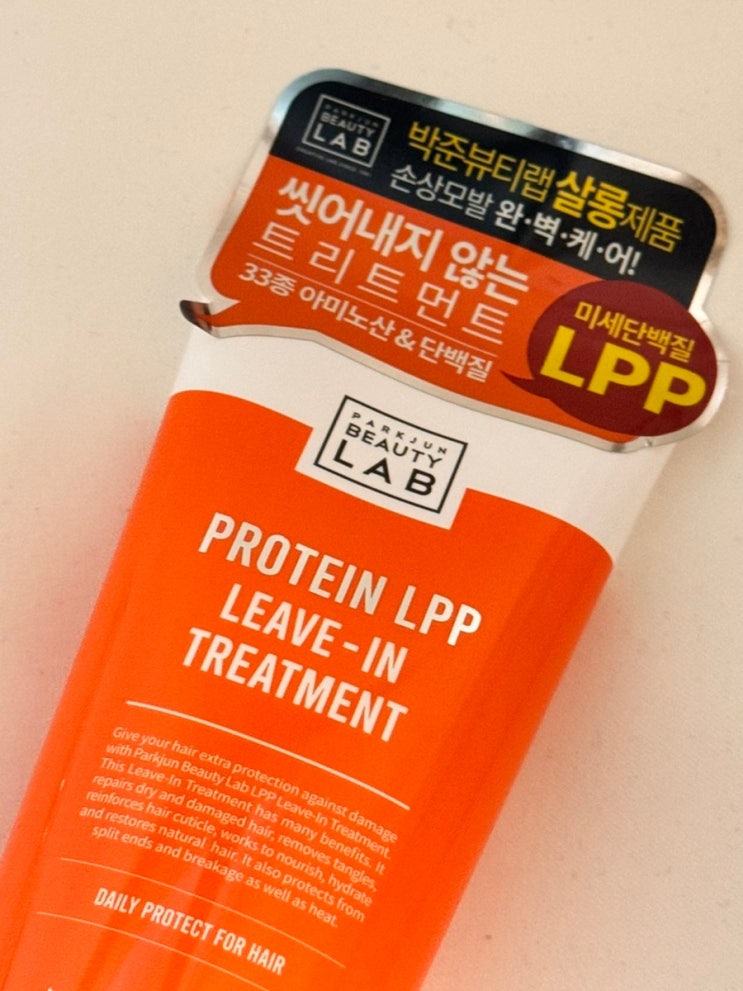 PARKJUN
BEAUTY
LAB
박준뷰티랩 살롱제품
손상모발 완·벽·케·어!
씻어내지 않는
트리트먼트
33종 아미노산 & 단백질
미세단백질
LPP
PARKJUN
BEAUTY
LAB
PROTEIN LPP
LEAVE-IN
TREATMENT
Give your hair extra protection against damage
with Parkjun Beauty Lab LPP Leave-In Treatment.
This Leave-In Treatment has many benefits. It
repairs dry and damaged hair, removes tangles,
reinforces hair cuticle, works to nourish, hydrate
and restores natural hair. It also protects from
split ends and breakage as well as heat.
DAILY PROTECT FOR HAIR